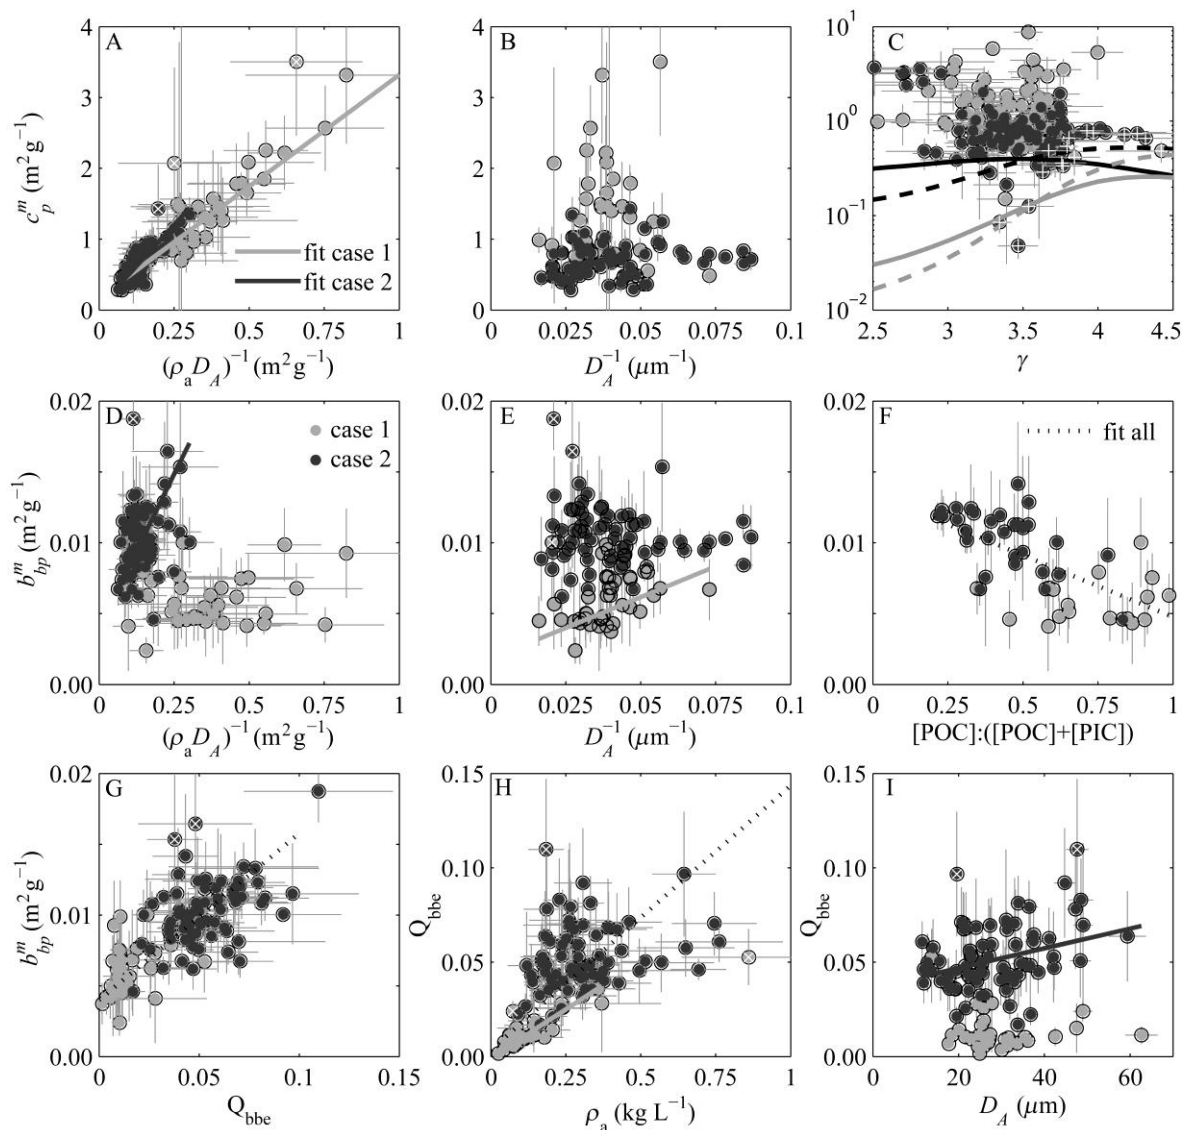 A
B
C
4
3
2
1
0
c_p^m (m² g⁻¹)
fit case 1
fit case 2
0
0.25
0.5
0.75
1
(ρ_a D_A)⁻¹ (m² g⁻¹)
4
3
2
1
0
0
0.025
0.05
0.075
0.1
D_A⁻¹ (μm⁻¹)
10¹
10⁰
10⁻¹
10⁻²
2.5
3
3.5
4
4.5
γ
D
E
F
0.02
0.01
0.00
b_bp^m (m² g⁻¹)
case 1
case 2
0
0.25
0.5
0.75
1
(ρ_a D_A)⁻¹ (m² g⁻¹)
0.02
0.01
0.00
0
0.025
0.05
0.075
0.1
D_A⁻¹ (μm⁻¹)
fit all
0.02
0.01
0.00
0
0.25
0.5
0.75
1
[POC]:([POC]+[PIC])
G
H
I
0.02
0.01
0.00
b_bp^m (m² g⁻¹)
0
0.05
0.1
0.15
Q_bbe
0.15
0.10
0.05
0.00
Q_bbe
0
0.25
0.5
0.75
1
ρ_a (kg L⁻¹)
0.15
0.10
0.05
0.00
Q_bbe
0
20
40
60
D_A (μm)